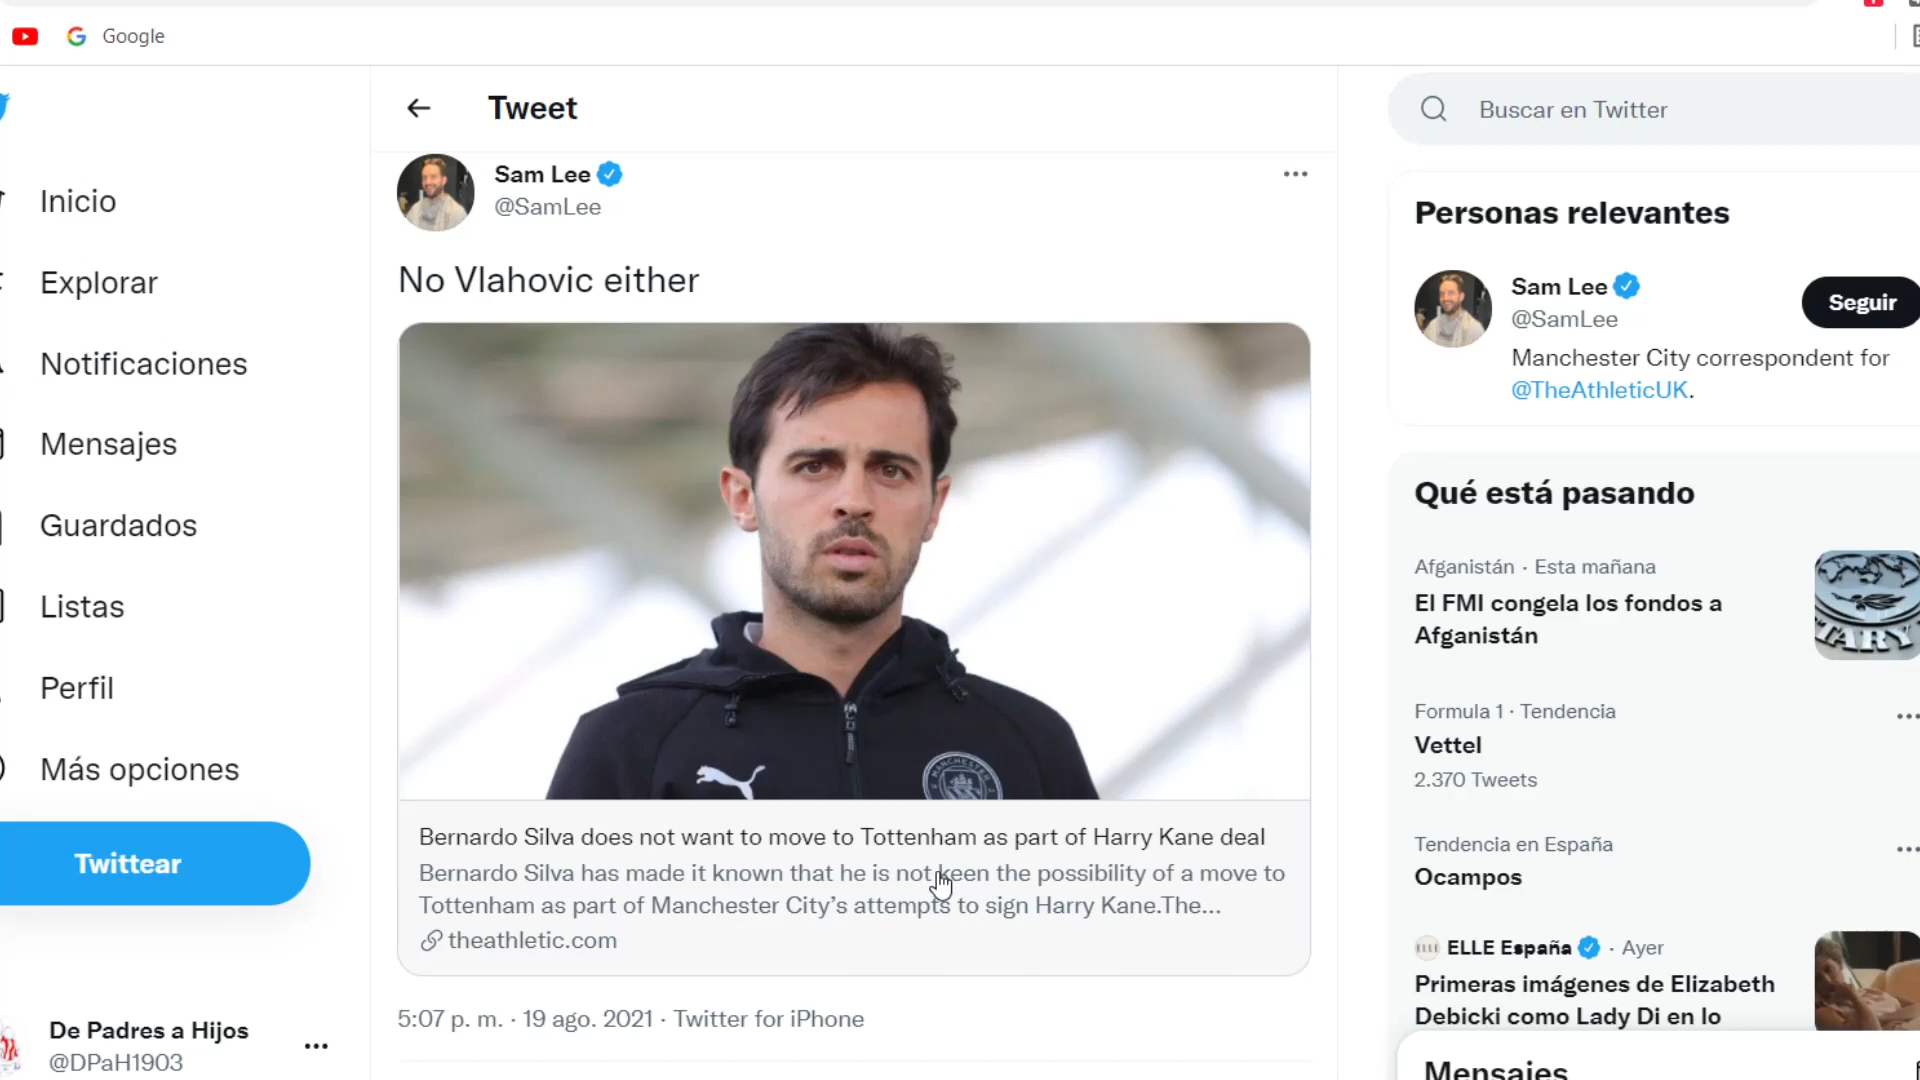 Google
Tweet
Buscar en Twitter
Inicio
Explorar
Notificaciones
Mensajes
Guardados
Listas
Perfil
Más opciones
Twittear
De Padres a Hijos
@DPaH1903
Sam Lee
@SamLee
No Vlahovic either
MANCHESTER
Bernardo Silva does not want to move to Tottenham as part of Harry Kane deal
Bernardo Silva has made it known that he is not keen the possibility of a move to
Tottenham as part of Manchester City’s attempts to sign Harry Kane.The...
theathletic.com
5:07 p. m. · 19 ago. 2021 · Twitter for iPhone
Personas relevantes
Sam Lee
@SamLee
Seguir
Manchester City correspondent for
@TheAthleticUK.
Qué está pasando
Afganistán · Esta mañana
El FMI congela los fondos a
Afganistán
TARY
Formula 1 · Tendencia
Vettel
2.370 Tweets
Tendencia en España
Ocampos
ELLE
ELLE España · Ayer
Primeras imágenes de Elizabeth
Debicki como Lady Di en lo
Mensajes